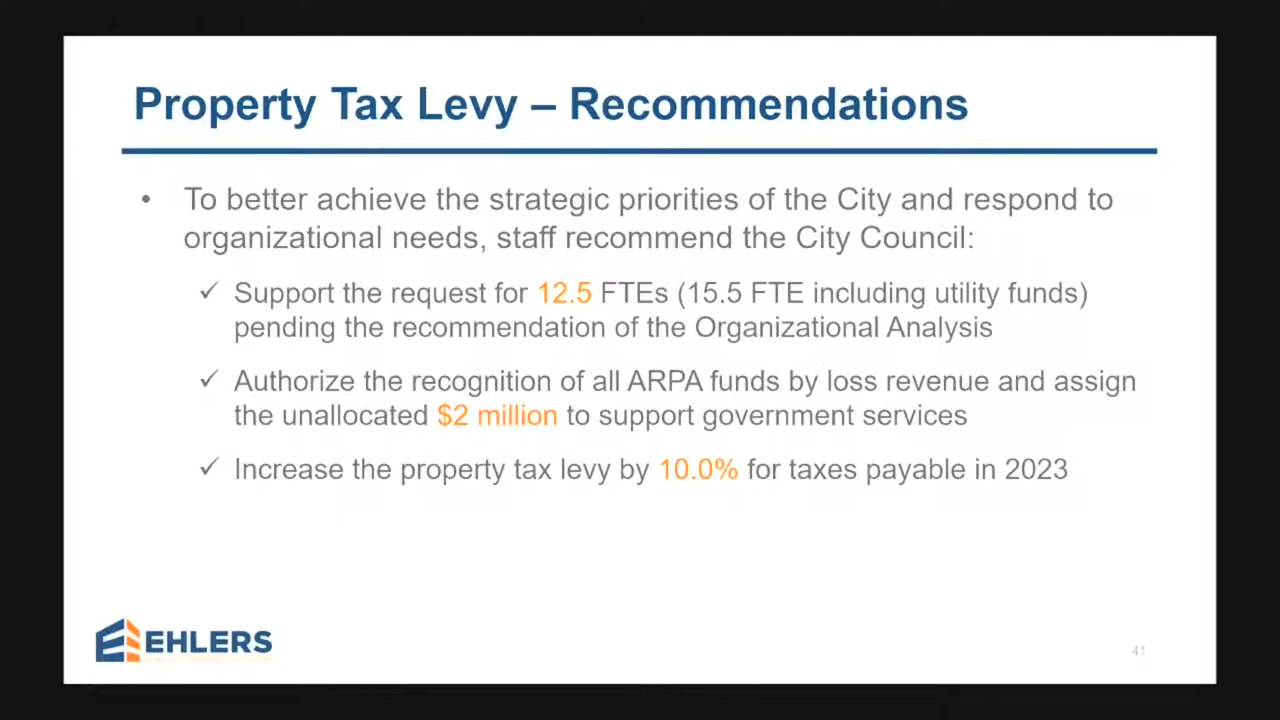 Property Tax Levy – Recommendations
• To better achieve the strategic priorities of the City and respond to
organizational needs, staff recommend the City Council:
✓ Support the request for 12.5 FTEs (15.5 FTE including utility funds)
pending the recommendation of the Organizational Analysis
✓ Authorize the recognition of all ARPA funds by loss revenue and assign
the unallocated $2 million to support government services
✓ Increase the property tax levy by 10.0% for taxes payable in 2023
EHLERS
41